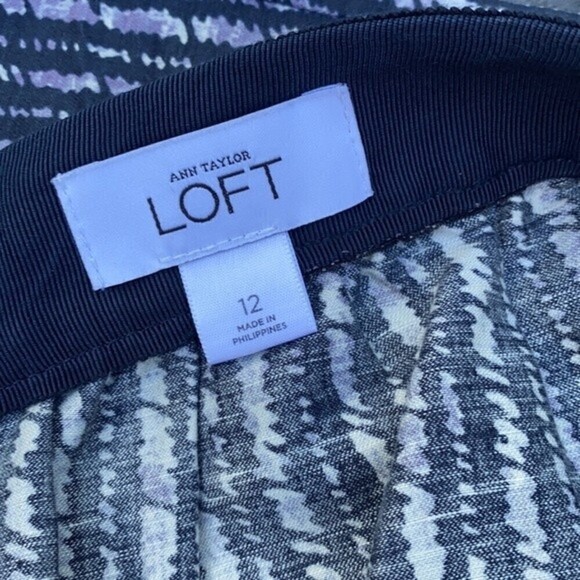 ANN TAYLOR
LOFT
12
MADE IN
PHILIPPINES